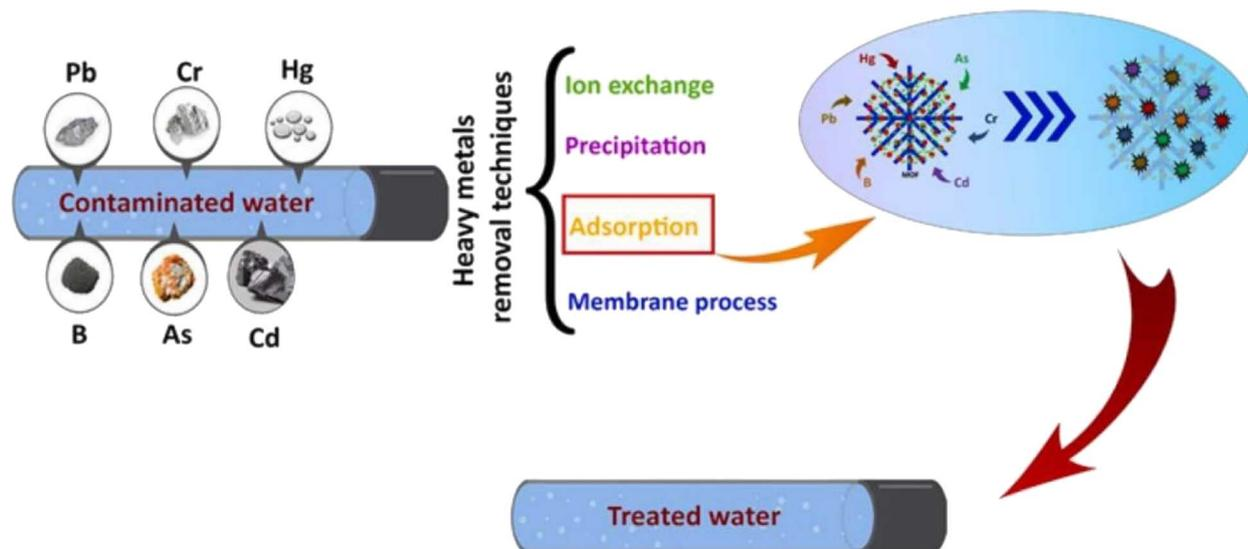 Pb
Cr
Hg
Contaminated water
B
As
Cd
Heavy metals
removal techniques
Ion exchange
Precipitation
Adsorption
Membrane process
Hg
As
Pb
Cr
B
MOF
Cd
Treated water